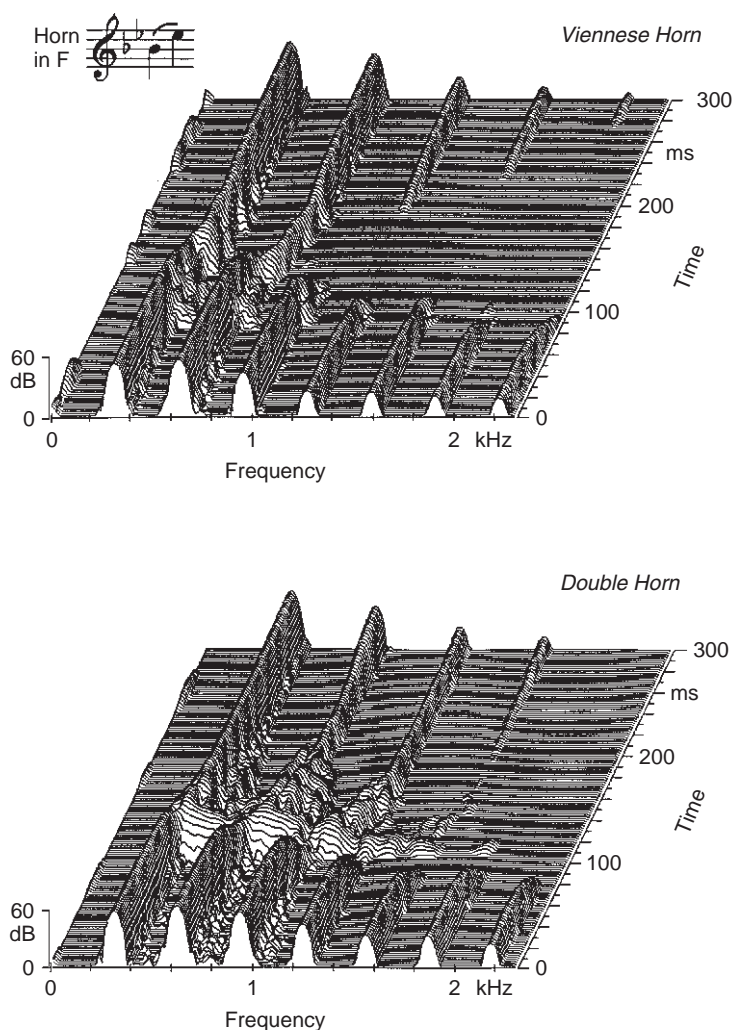 Horn
in F
Viennese Horn
300
ms
200
Time
100
60
dB
0
0
0 1 2 kHz
Frequency
Double Horn
300
ms
200
Time
100
60
dB
0
0
0 1 2 kHz
Frequency